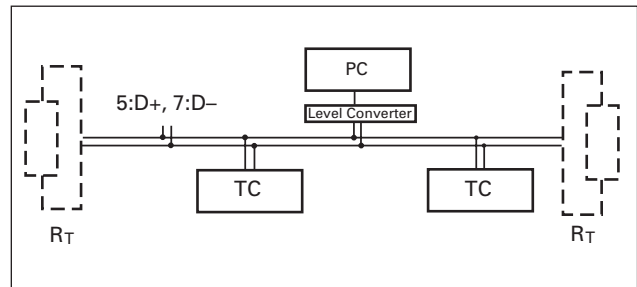 PC
5:D+, 7:D–
Level Converter
TC
TC
RT
RT